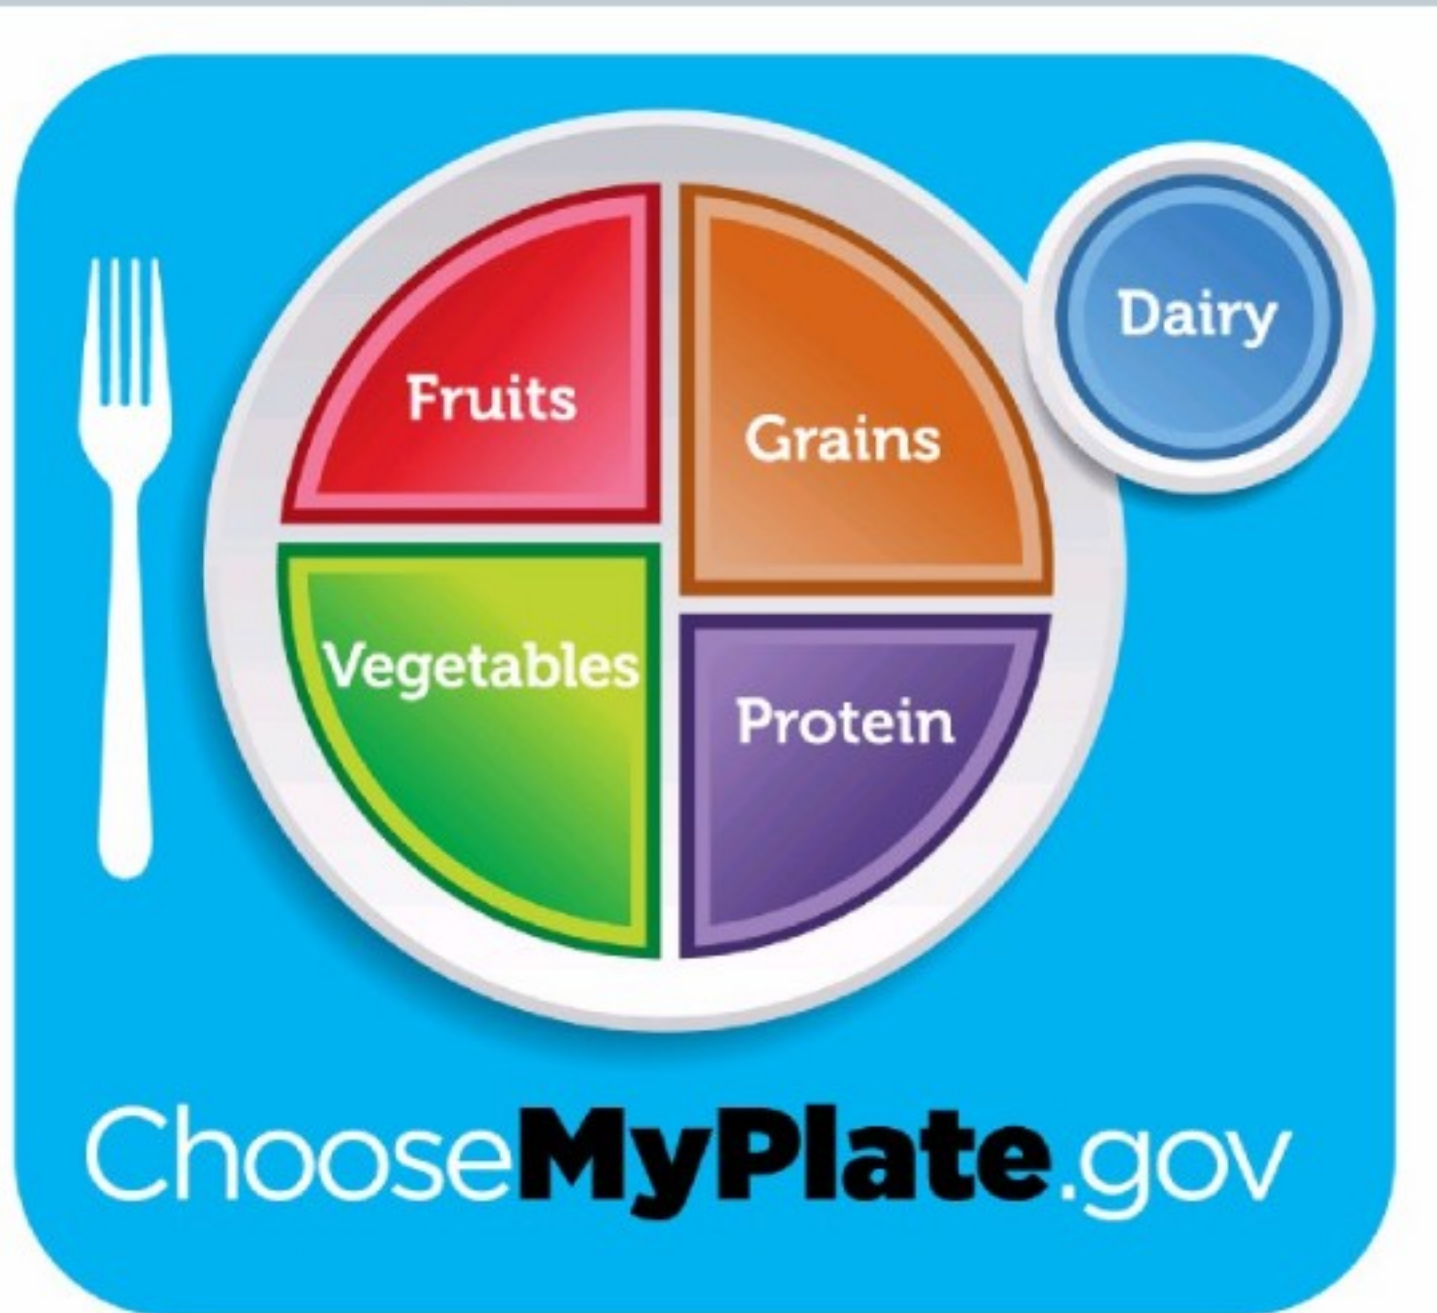 Fruits
Grains
Dairy
Vegetables
Protein
ChooseMyPlate.gov